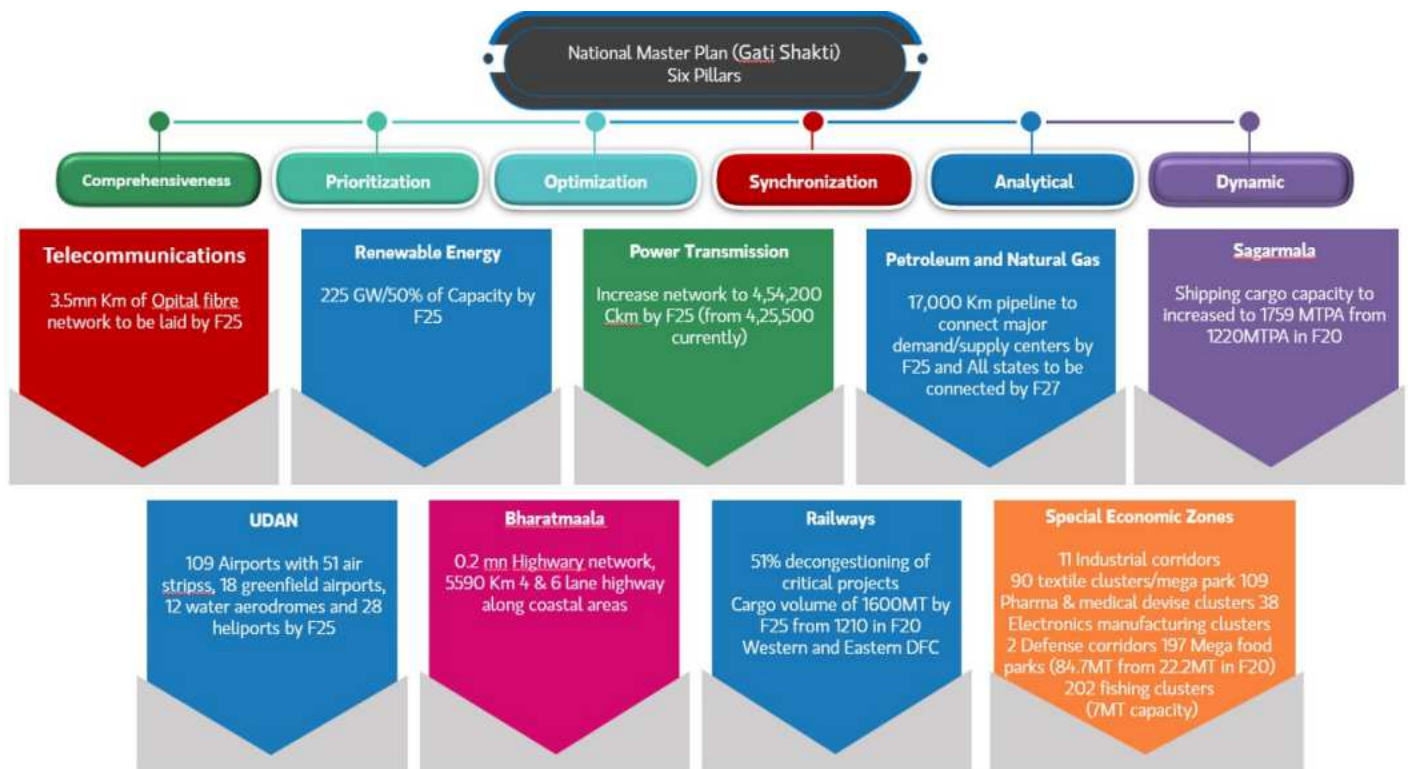 National Master Plan (Gati Shakti)
Six Pillars
Comprehensiveness
Prioritization
Optimization
Synchronization
Analytical
Dynamic
Telecommunications
3.5mn Km of Opital fibre
network to be laid by F25
Renewable Energy
225 GW/50% of Capacity by
F25
Power Transmission
Increase network to 4,54,200
Ckm by F25 (from 4,25,500
currently)
Petroleum and Natural Gas
17,000 Km pipeline to
connect major
demand/supply centers by
F25 and All states to be
connected by F27
Sagarmala
Shipping cargo capacity to
increased to 1759 MTPA from
1220MTPA in F20
UDAN
109 Airports with 51 air
stripss, 18 greenfield airports,
12 water aerodromes and 28
heliports by F25
Bharatmaala
0.2 mn Highwary network,
5590 Km 4 & 6 lane highway
along coastal areas
Railways
51% decongestioning of
critical projects
Cargo volume of 1600MT by
F25 from 1210 in F20
Western and Eastern DFC
Special Economic Zones
11 Industrial corridors
90 textile clusters/mega park 109
Pharma & medical devise clusters 38
Electronics manufacturing clusters
2 Defense corridors 197 Mega food
parks (84.7MT from 22.2MT in F20)
202 fishing clusters
(7MT capacity)